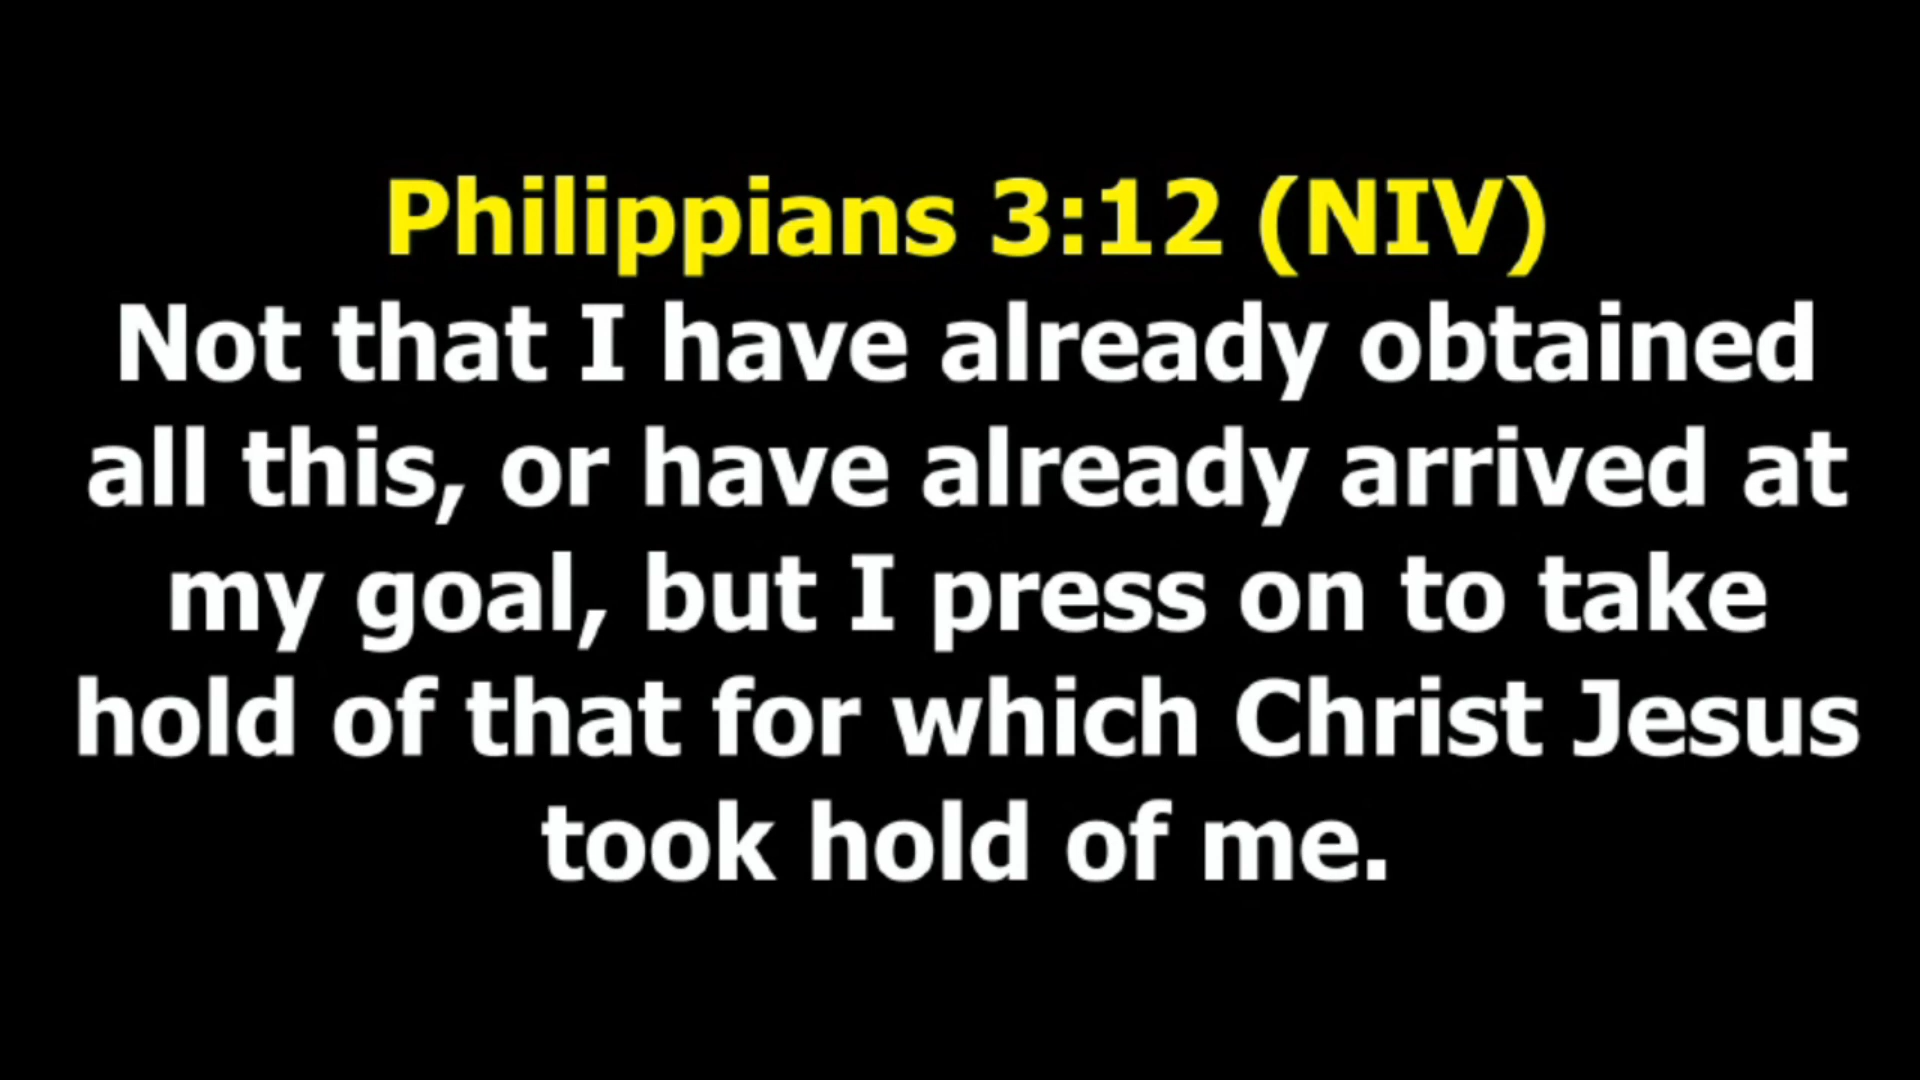 Philippians 3:12 (NIV)
Not that I have already obtained
all this, or have already arrived at
my goal, but I press on to take
hold of that for which Christ Jesus
took hold of me.